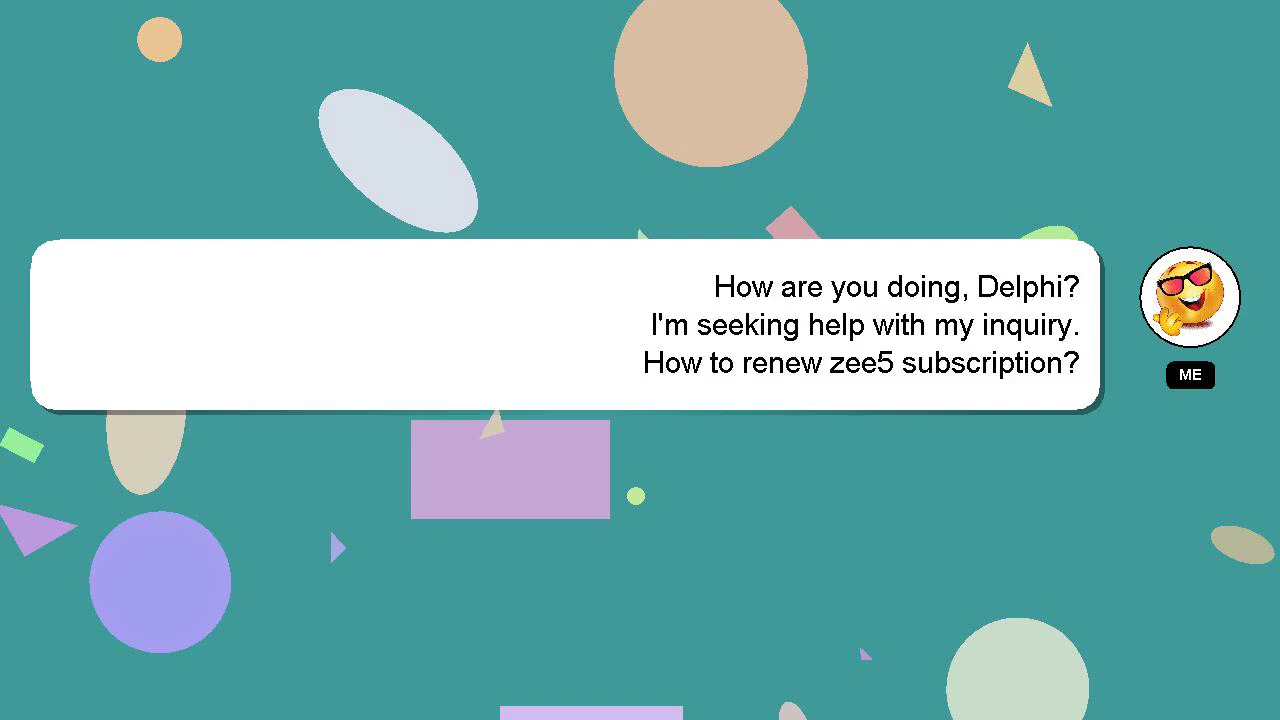 How are you doing, Delphi?
I'm seeking help with my inquiry.
How to renew zee5 subscription?
ME